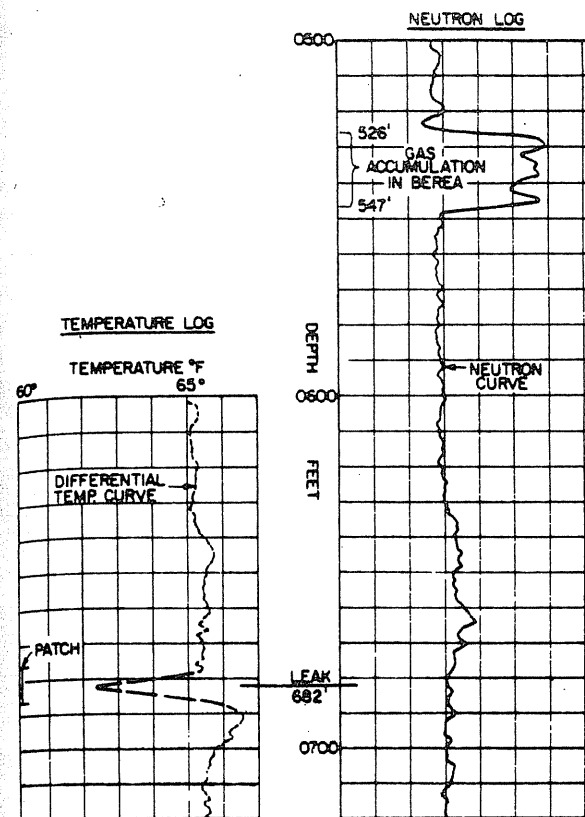 NEUTRON LOG
0500
526'
GAS
ACCUMULATION
IN BEREA
547'
TEMPERATURE LOG
TEMPERATURE °F
60°
65°
DEPTH
FEET
NEUTRON
CURVE
0600
DIFFERENTIAL
TEMP. CURVE
PATCH
LEAK
682'
0700